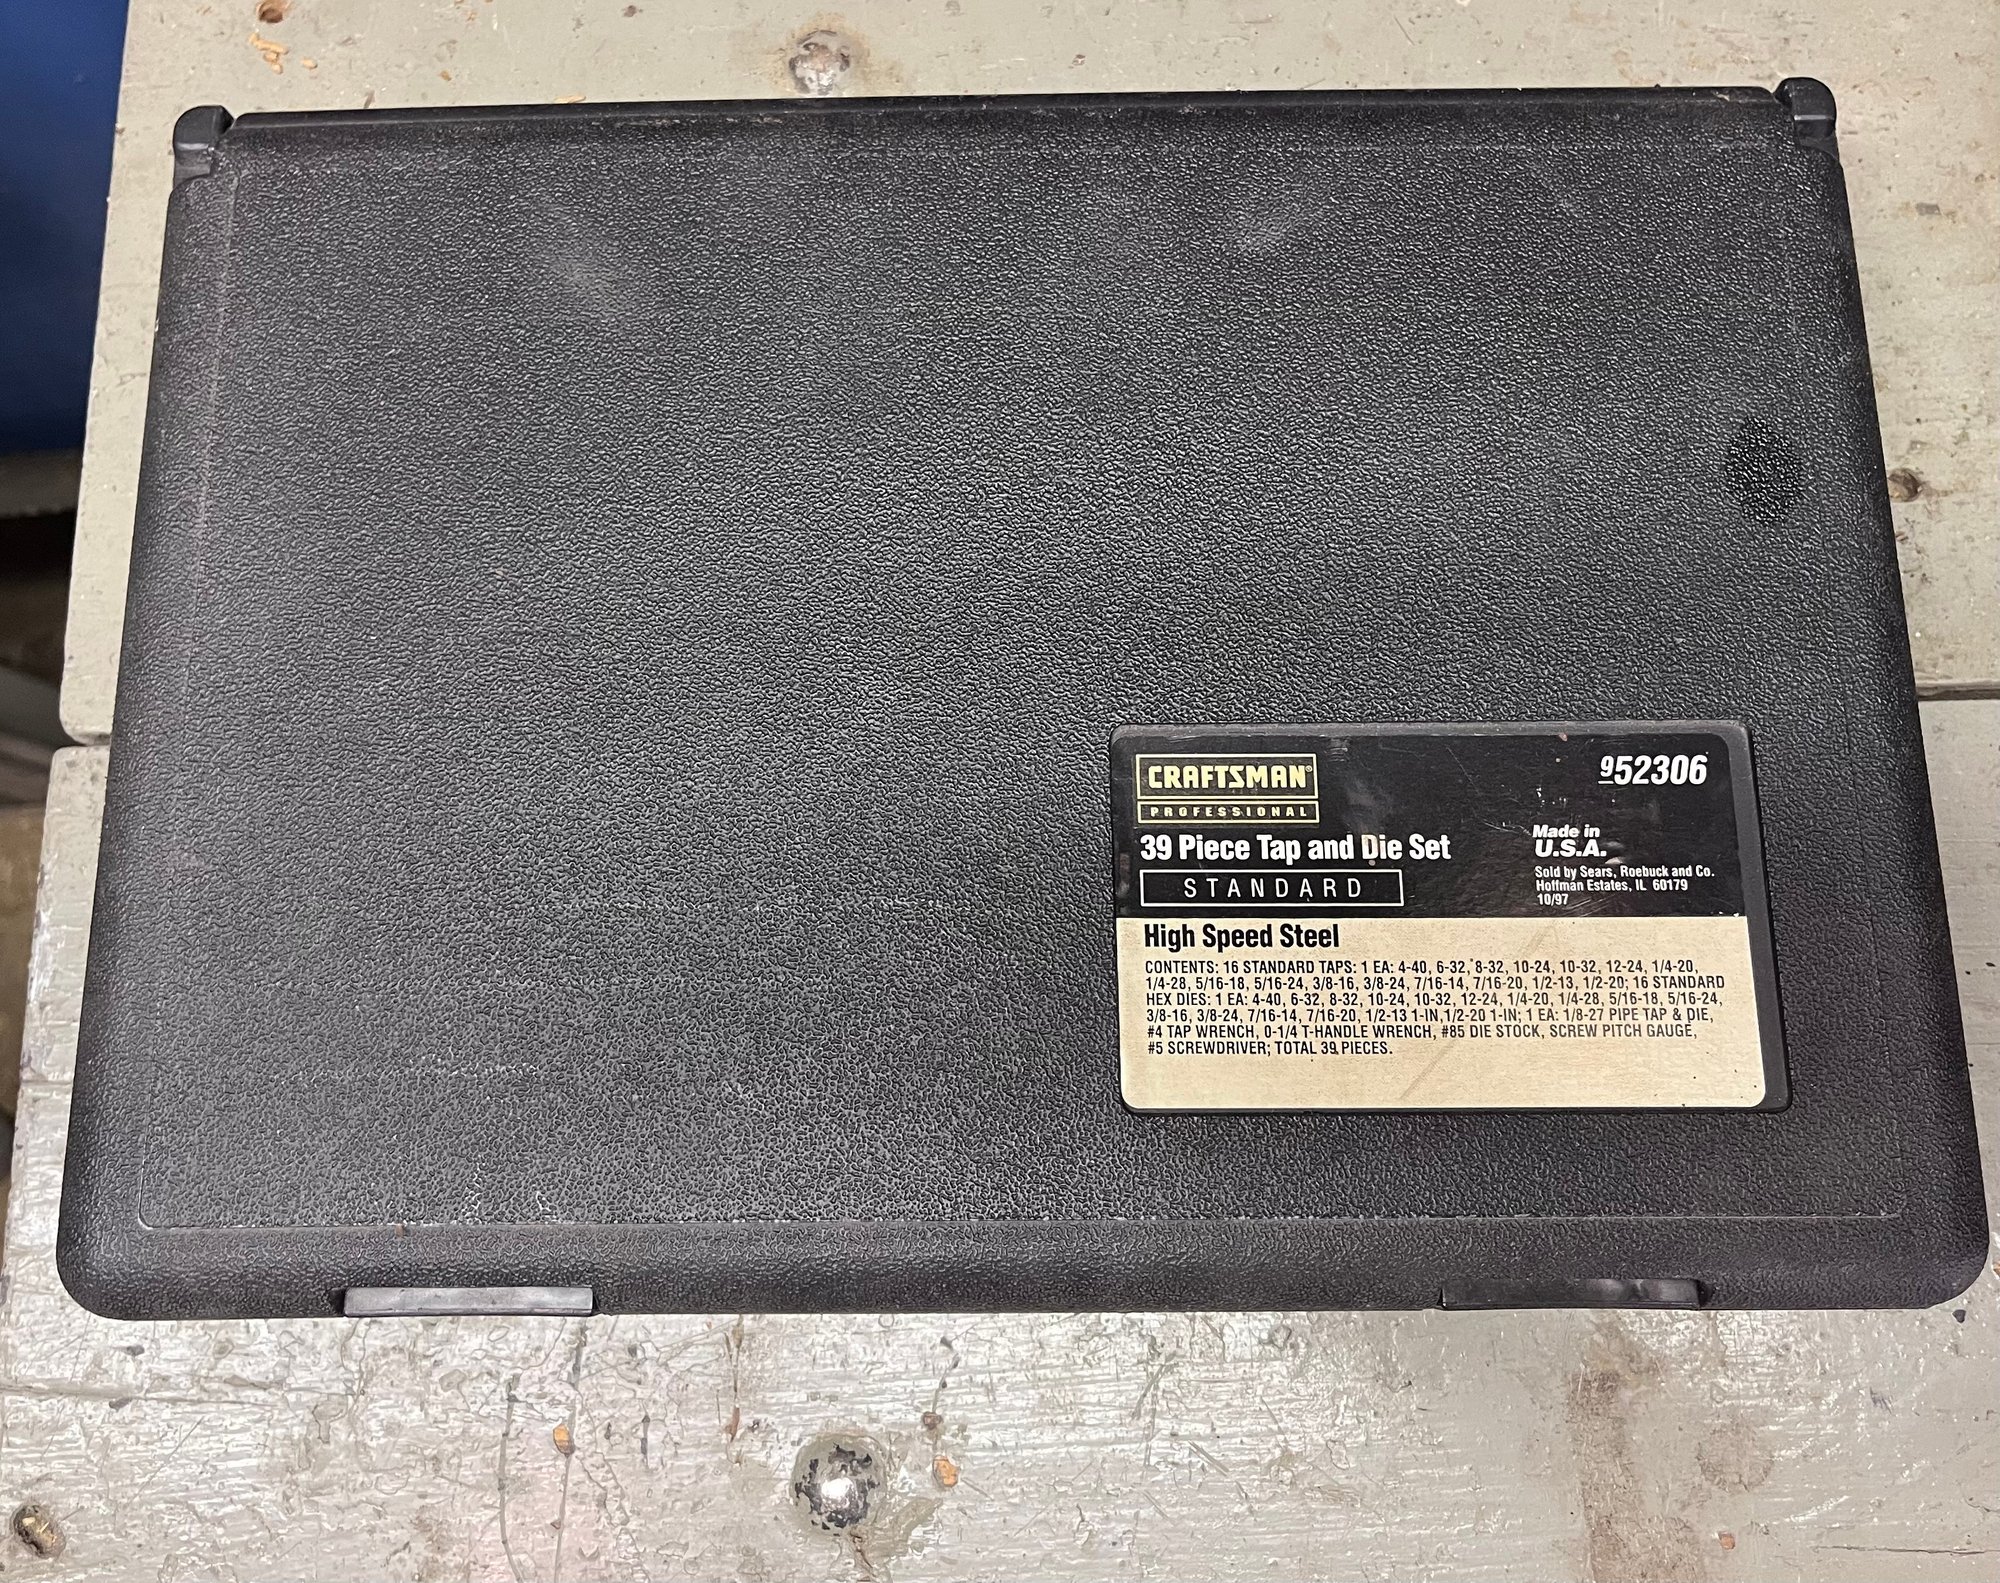 CRAFTSMAN®
PROFESSIONAL
952306
39 Piece Tap and Die Set
STANDARD
Made in
U.S.A.
Sold by Sears, Roebuck and Co.
Hoffman Estates, IL 60179
10/97
High Speed Steel
CONTENTS: 16 STANDARD TAPS: 1 EA: 4-40, 6-32, 8-32, 10-24, 10-32, 12-24, 1/4-20,
1/4-28, 5/16-18, 5/16-24, 3/8-16, 3/8-24, 7/16-14, 7/16-20, 1/2-13, 1/2-20; 16 STANDARD
HEX DIES: 1 EA: 4-40, 6-32, 8-32, 10-24, 10-32, 12-24, 1/4-20, 1/4-28, 5/16-18, 5/16-24,
3/8-16, 3/8-24, 7/16-14, 7/16-20, 1/2-13 1-IN,1/2-20 1-IN; 1 EA: 1/8-27 PIPE TAP & DIE,
#4 TAP WRENCH, 0-1/4 T-HANDLE WRENCH, #85 DIE STOCK, SCREW PITCH GAUGE,
#5 SCREWDRIVER; TOTAL 39 PIECES.